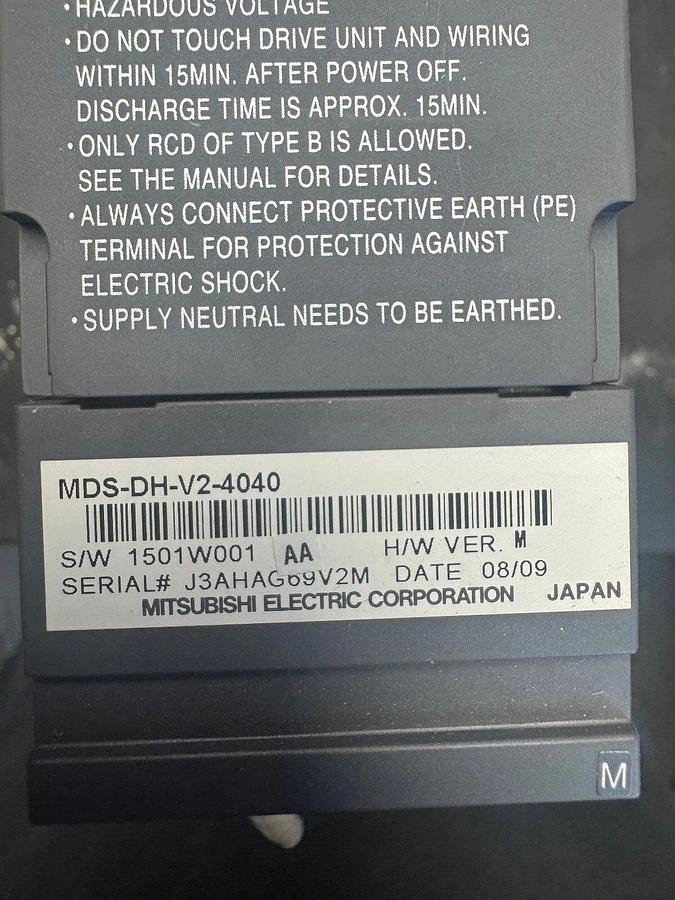 •HAZARDOUS VOLTAGE
•DO NOT TOUCH DRIVE UNIT AND WIRING
WITHIN 15MIN. AFTER POWER OFF.
DISCHARGE TIME IS APPROX. 15MIN.
•ONLY RCD OF TYPE B IS ALLOWED.
SEE THE MANUAL FOR DETAILS.
•ALWAYS CONNECT PROTECTIVE EARTH (PE)
TERMINAL FOR PROTECTION AGAINST
ELECTRIC SHOCK.
•SUPPLY NEUTRAL NEEDS TO BE EARTHED.
MDS-DH-V2-4040
S/W 1501W001 AA H/W VER. M
SERIAL# J3AHAG69V2M DATE 08/09
MITSUBISHI ELECTRIC CORPORATION JAPAN
M